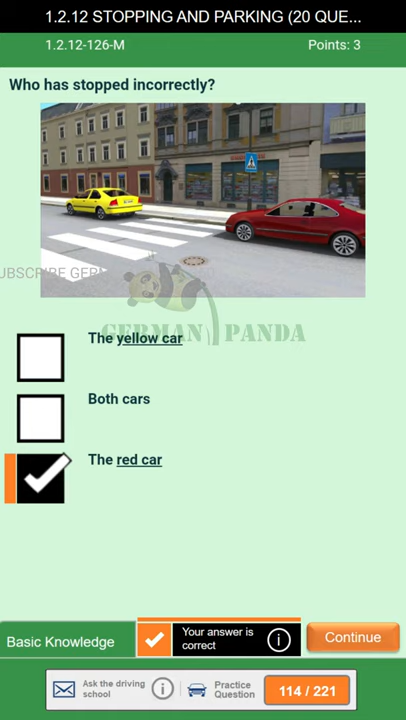 1.2.12 STOPPING AND PARKING (20 QUE...
1.2.12-126-M
Points: 3
Who has stopped incorrectly?
UBSCRIBE GER
GERMAN PANDA
The yellow car
Both cars
The red car
Basic Knowledge
Your answer is
correct
Continue
Ask the driving
school
Practice
Question
114 / 221